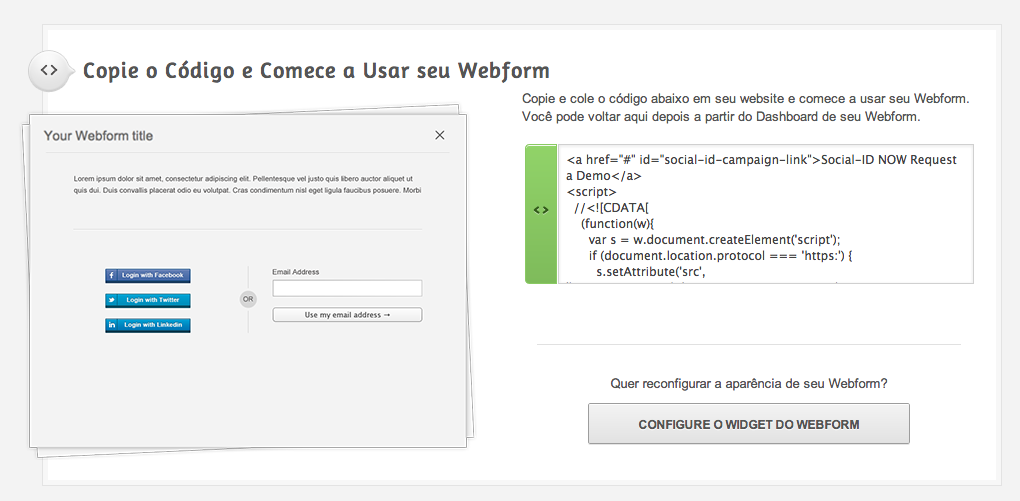 <> Copie o Código e Comece a Usar seu Webform
Your Webform title
Lorem ipsum dolor sit amet, consectetur adipiscing elit. Pellentesque vel justo quis libero auctor aliquet ut
quis dui. Duis convallis placerat odio eu volutpat. Cras condimentum nisl eget ligula faucibus posuere. Morbi
f Login with Facebook
Login with Twitter
in Login with Linkedin
OR
Email Address
Use my email address →
Copie e cole o código abaixo em seu website e comece a usar seu Webform.
Você pode voltar aqui depois a partir do Dashboard de seu Webform.
<>
<a href="#" id="social-id-campaign-link">Social-ID NOW Request
a Demo</a>
<script>
//<![CDATA[
(function(w){
var s = w.document.createElement('script');
if (document.location.protocol === 'https:') {
s.setAttribute('src',
Quer reconfigurar a aparência de seu Webform?
CONFIGURE O WIDGET DO WEBFORM